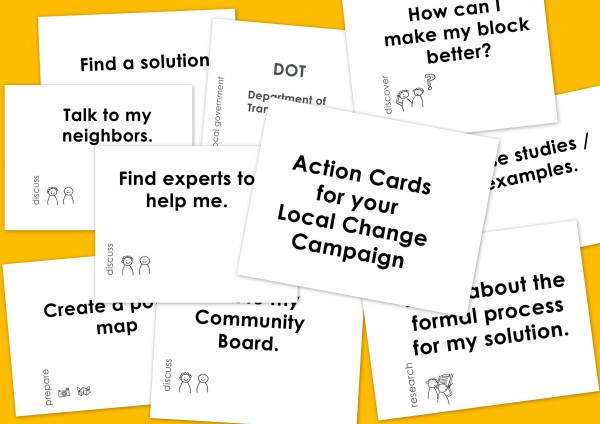 Find a solution
DOT
Department of
local government
How can I
make my block
better?
discover
Talk to my
neighbors.
discuss
Find experts to
help me.
discuss
Action Cards
for your
Local Change
Campaign
studies /
examples.
Create a
map
prepare
my
Community
Board.
discuss
about the
formal process
for my solution.
research